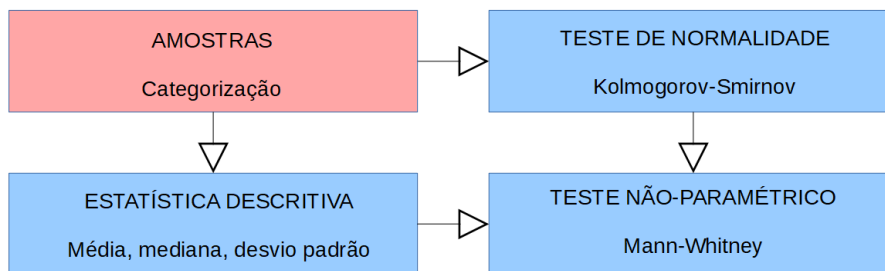 AMOSTRAS
Categorização
TESTE DE NORMALIDADE
Kolmogorov-Smirnov
ESTATÍSTICA DESCRITIVA
Média, mediana, desvio padrão
TESTE NÃO-PARAMÉTRICO
Mann-Whitney